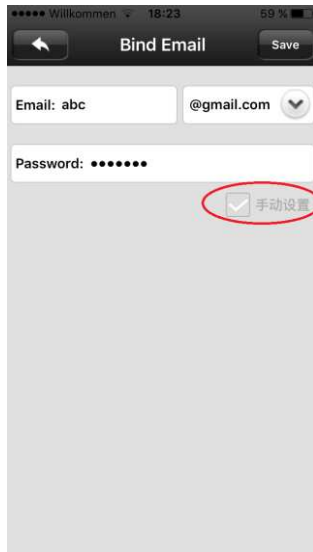 ●●●●● Willkommen 18:23 59 %
Bind Email Save
Email: abc @gmail.com
Password: ●●●●●●●
手动设置